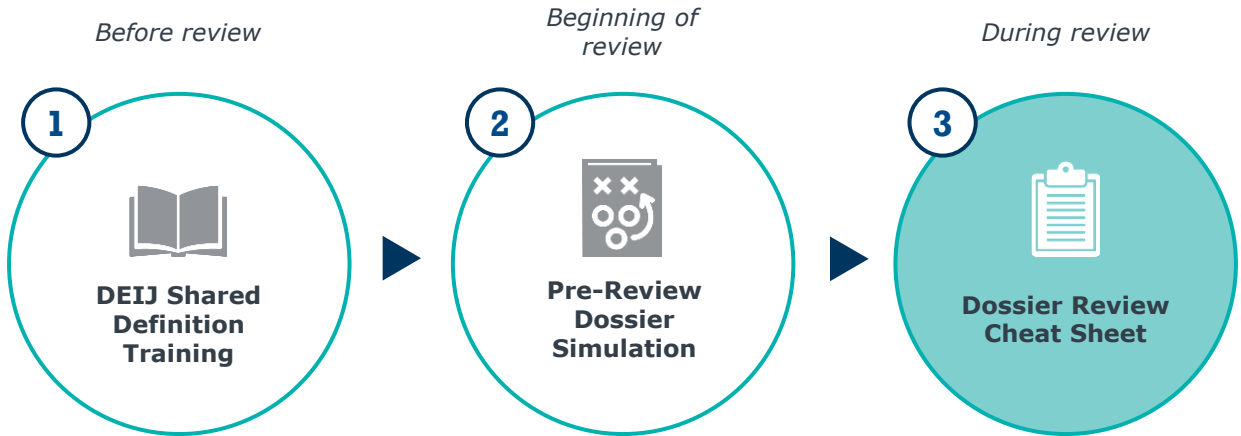 Before review
1
DEIJ Shared
Definition
Training
Beginning of
review
2
Pre-Review
Dossier
Simulation
During review
3
Dossier Review
Cheat Sheet